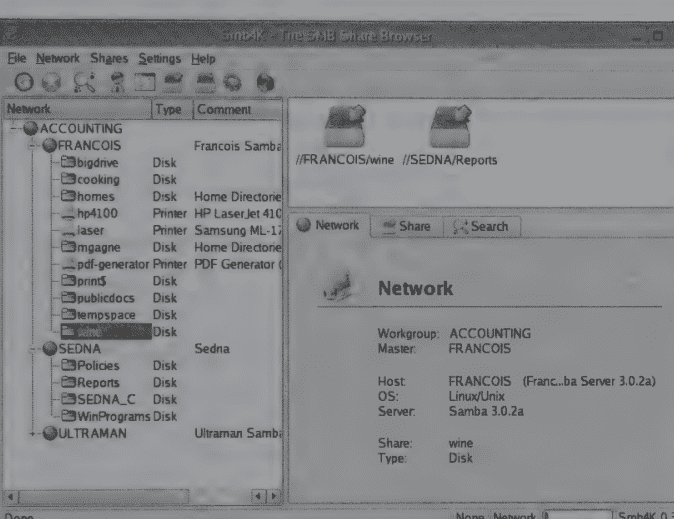 Smb4K - The SMB Share Browser
File Network Shares Settings Help
Network Type Comment
ACCOUNTING
FRANCOIS Francois Samba
bigdrive Disk
cooking Disk
homes Disk Home Directorie
hp4100 Printer HP LaserJet 410
laser Printer Samsung ML-17
mgagne Disk Home Directorie
pdf-generator Printer PDF Generator (
print$ Disk
publicdocs Disk
tempspace Disk
wine Disk
SEDNA Sedna
Policies Disk
Reports Disk
SEDNA_C Disk
WinPrograms Disk
ULTRAMAN Ultraman Samba
//FRANCOIS/wine //SEDNA/Reports
Network Share Search
Network
Workgroup: ACCOUNTING
Master: FRANCOIS
Host: FRANCOIS (Franc...ba Server 3.0.2a)
OS: Linux/Unix
Server: Samba 3.0.2a
Share: wine
Type: Disk
Done None Network Smb4K 0.3